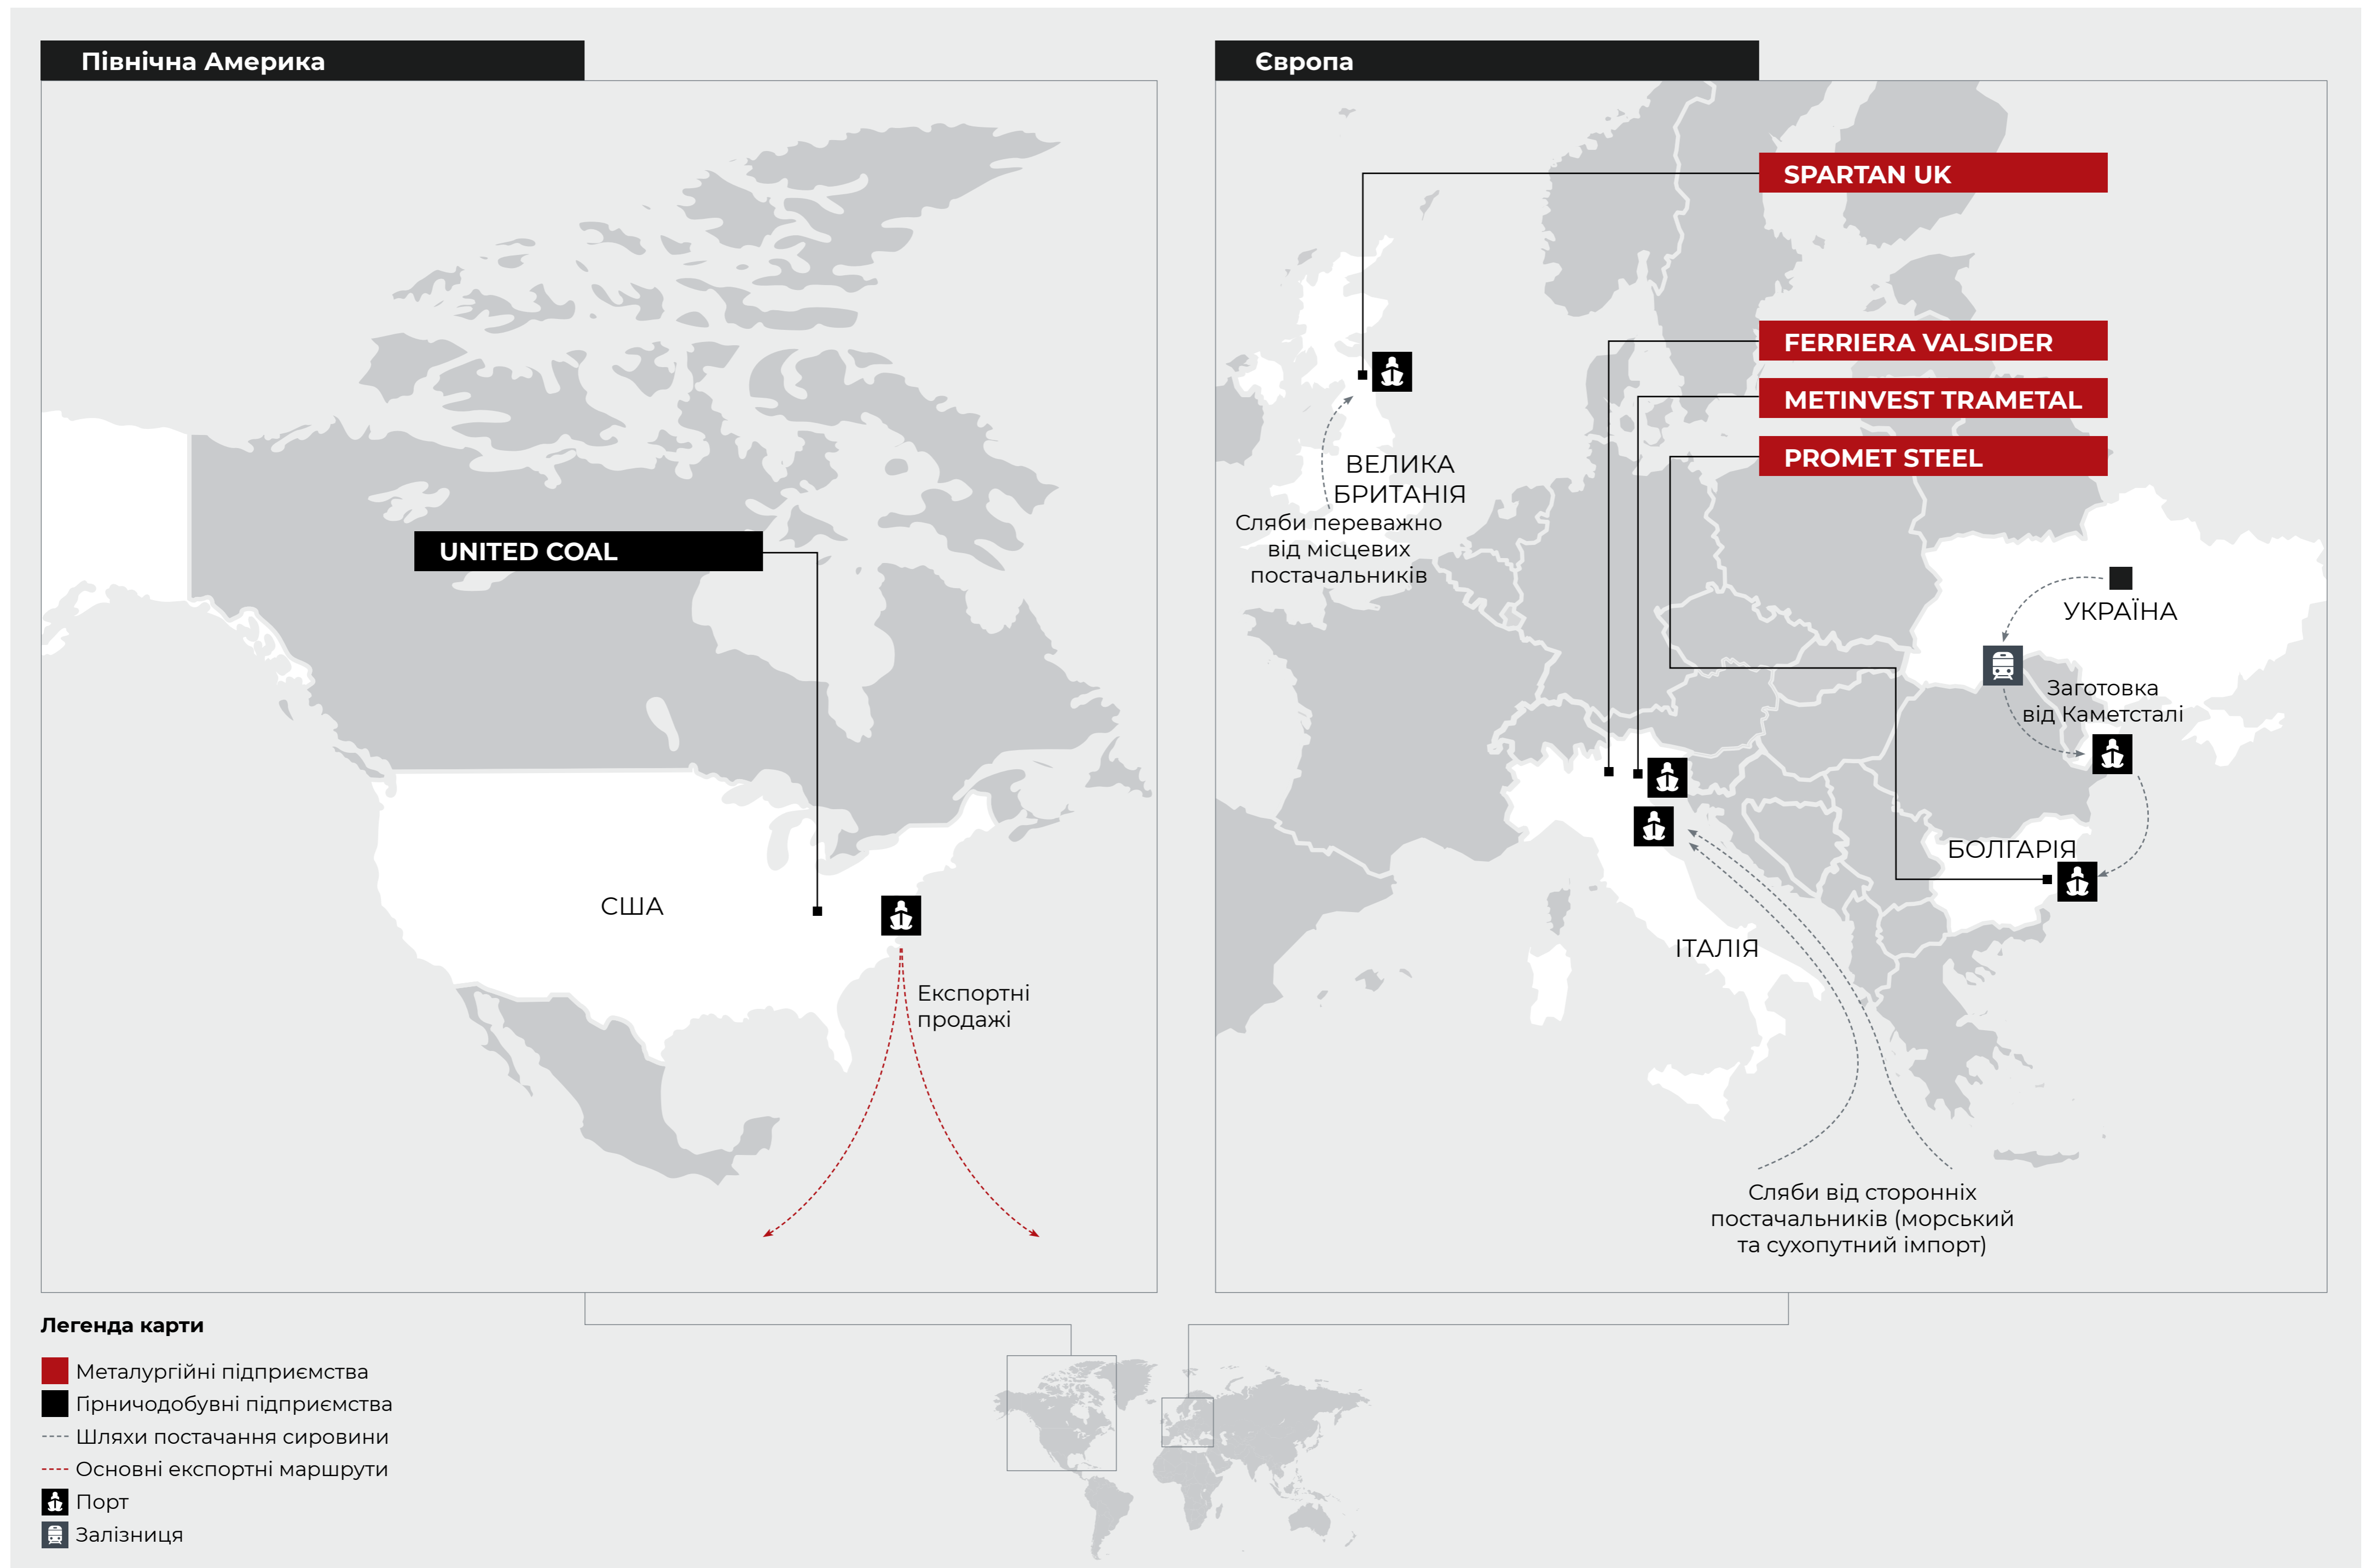 Північна Америка
UNITED COAL
США
Експортні
продажі
Європа
SPARTAN UK
FERRIERA VALSIDER
METINVEST TRAMETAL
PROMET STEEL
ВЕЛИКА
БРИТАНІЯ
Сляби переважно
від місцевих
постачальників
УКРАЇНА
Заготовка
від Каметсталі
БОЛГАРІЯ
ІТАЛІЯ
Сляби від сторонніх
постачальників (морський
та сухопутний імпорт)
Легенда карти
Металургійні підприємства
Гірничодобувні підприємства
Шляхи постачання сировини
Основні експортні маршрути
Порт
Залізниця